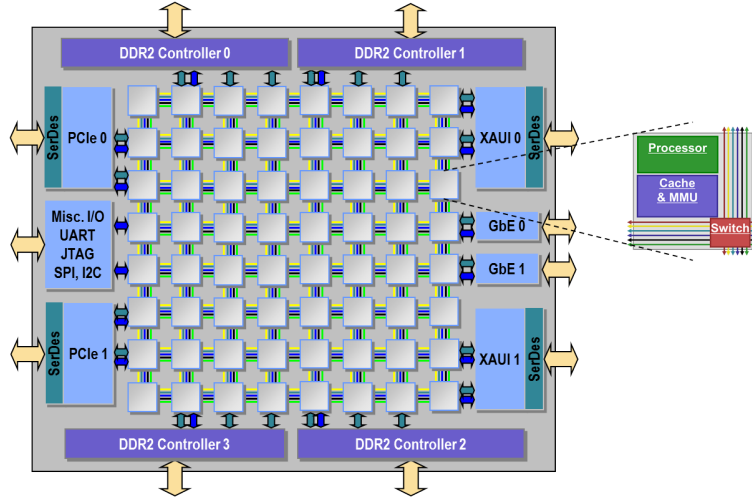 DDR2 Controller 0
DDR2 Controller 1
SerDes
PCIe 0
XAUI 0
SerDes
Processor
Cache
& MMU
Switch
Misc. I/O
UART
JTAG
SPI, I2C
GbE 0
GbE 1
SerDes
PCIe 1
XAUI 1
SerDes
DDR2 Controller 3
DDR2 Controller 2